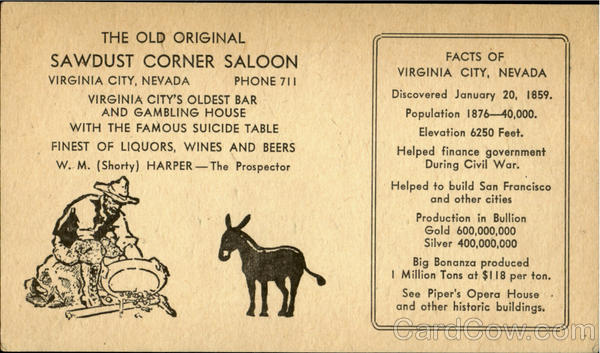 THE OLD ORIGINAL
SAWDUST CORNER SALOON
VIRGINIA CITY, NEVADA PHONE 711
VIRGINIA CITY'S OLDEST BAR
AND GAMBLING HOUSE
WITH THE FAMOUS SUICIDE TABLE
FINEST OF LIQUORS, WINES AND BEERS
W. M. (Shorty) HARPER — The Prospector
FACTS OF
VIRGINIA CITY, NEVADA
Discovered January 20, 1859.
Population 1876—40,000.
Elevation 6250 Feet.
Helped finance government
During Civil War.
Helped to build San Francisco
and other cities
Production in Bullion
Gold 600,000,000
Silver 400,000,000
Big Bonanza produced
1 Million Tons at $118 per ton.
See Piper's Opera House
and other historic buildings.
CardCow.com